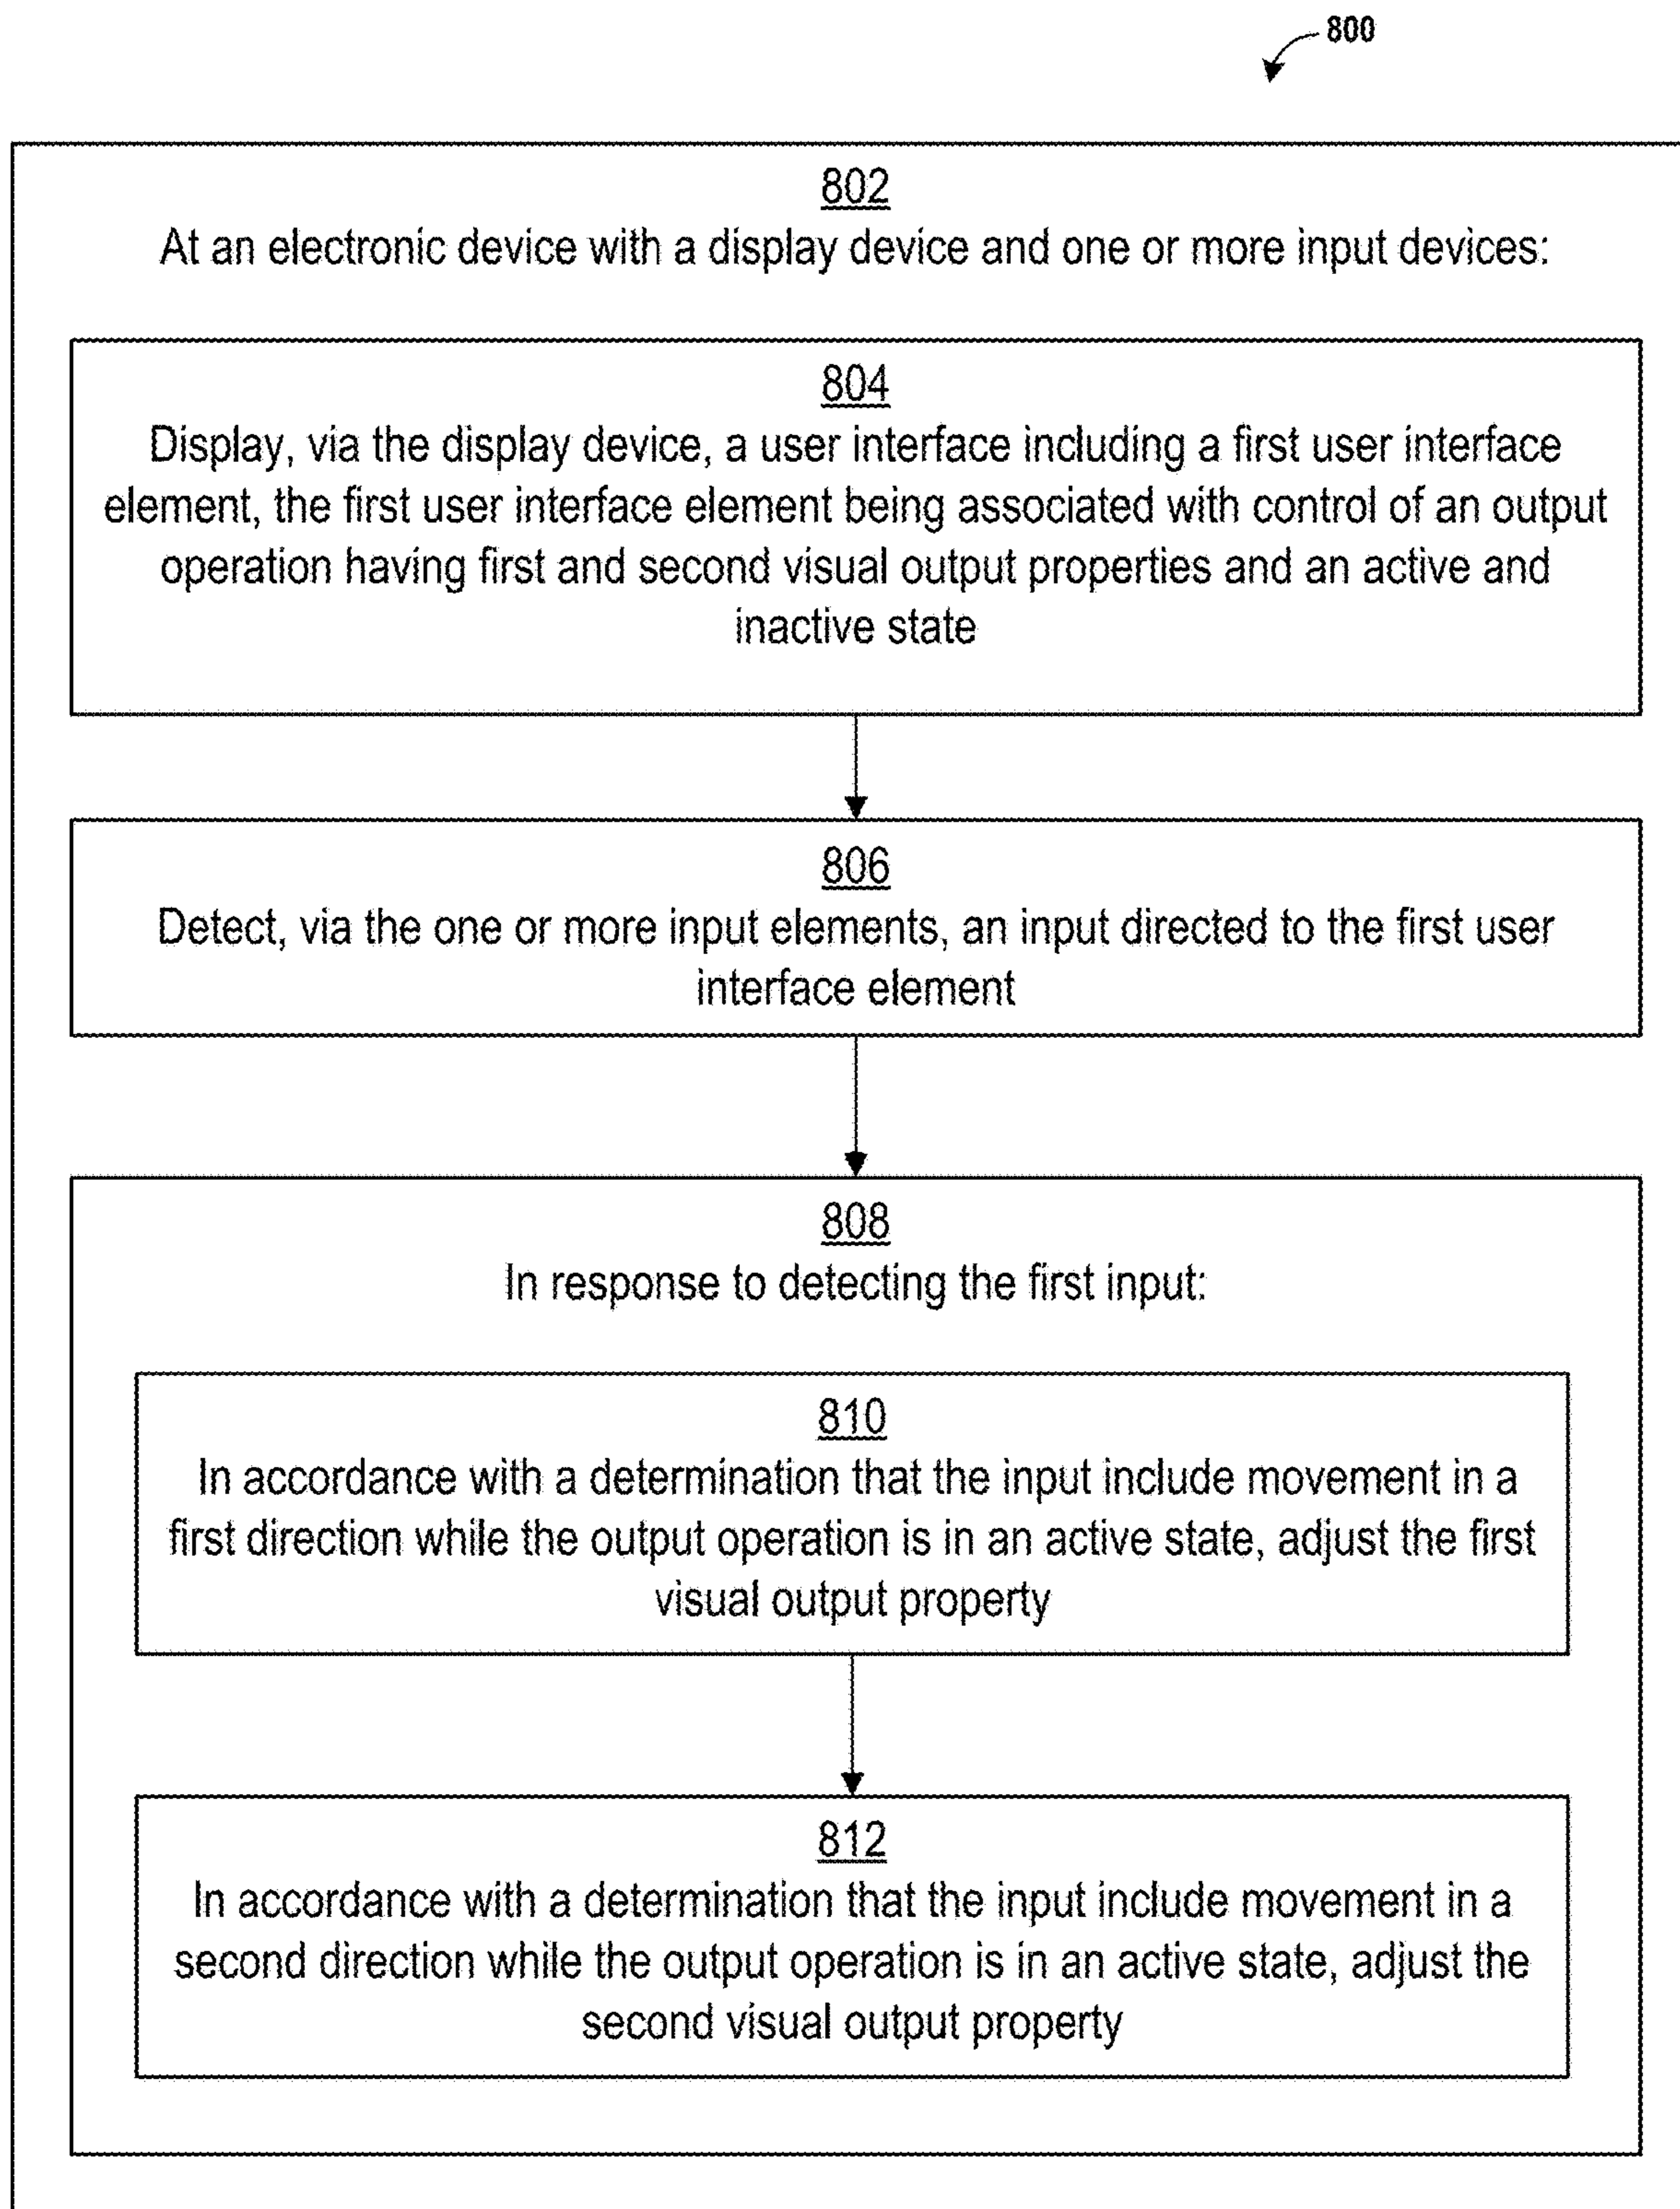 800
802
At an electronic device with a display device and one or more input devices:
804
Display, via the display device, a user interface including a first user interface
element, the first user interface element being associated with control of an output
operation having first and second visual output properties and an active and
inactive state
806
Detect, via the one or more input elements, an input directed to the first user
interface element
808
In response to detecting the first input:
810
In accordance with a determination that the input include movement in a
first direction while the output operation is in an active state, adjust the first
visual output property
812
In accordance with a determination that the input include movement in a
second direction while the output operation is in an active state, adjust the
second visual output property